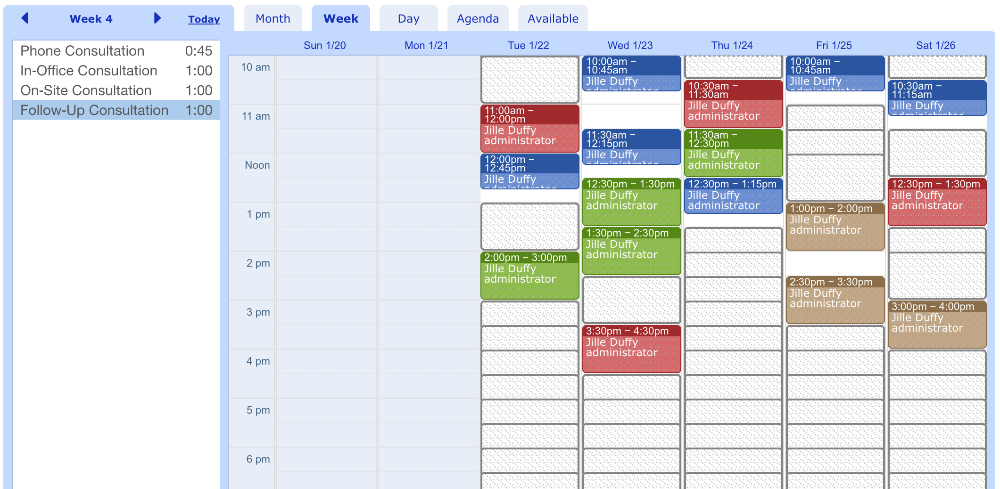 Week 4
Today
Month
Week
Day
Agenda
Available
Phone Consultation 0:45
In-Office Consultation 1:00
On-Site Consultation 1:00
Follow-Up Consultation 1:00
Sun 1/20
Mon 1/21
Tue 1/22
Wed 1/23
Thu 1/24
Fri 1/25
Sat 1/26
10 am
11 am
Noon
1 pm
2 pm
3 pm
4 pm
5 pm
6 pm
11:00am –
12:00pm
Jille Duffy
administrator
12:00pm –
12:45pm
Jille Duffy
administrator
2:00pm – 3:00pm
Jille Duffy
administrator
10:00am –
10:45am
Jille Duffy
administrator
11:30am –
12:15pm
Jille Duffy
administrator
12:30pm – 1:30pm
Jille Duffy
administrator
1:30pm – 2:30pm
Jille Duffy
administrator
3:30pm – 4:30pm
Jille Duffy
administrator
10:30am –
11:30am
Jille Duffy
administrator
11:30am –
12:30pm
Jille Duffy
administrator
12:30pm – 1:15pm
Jille Duffy
administrator
10:00am –
10:45am
Jille Duffy
administrator
1:00pm – 2:00pm
Jille Duffy
administrator
2:30pm – 3:30pm
Jille Duffy
administrator
10:30am –
11:15am
Jille Duffy
administrator
12:30pm – 1:30pm
Jille Duffy
administrator
3:00pm – 4:00pm
Jille Duffy
administrator